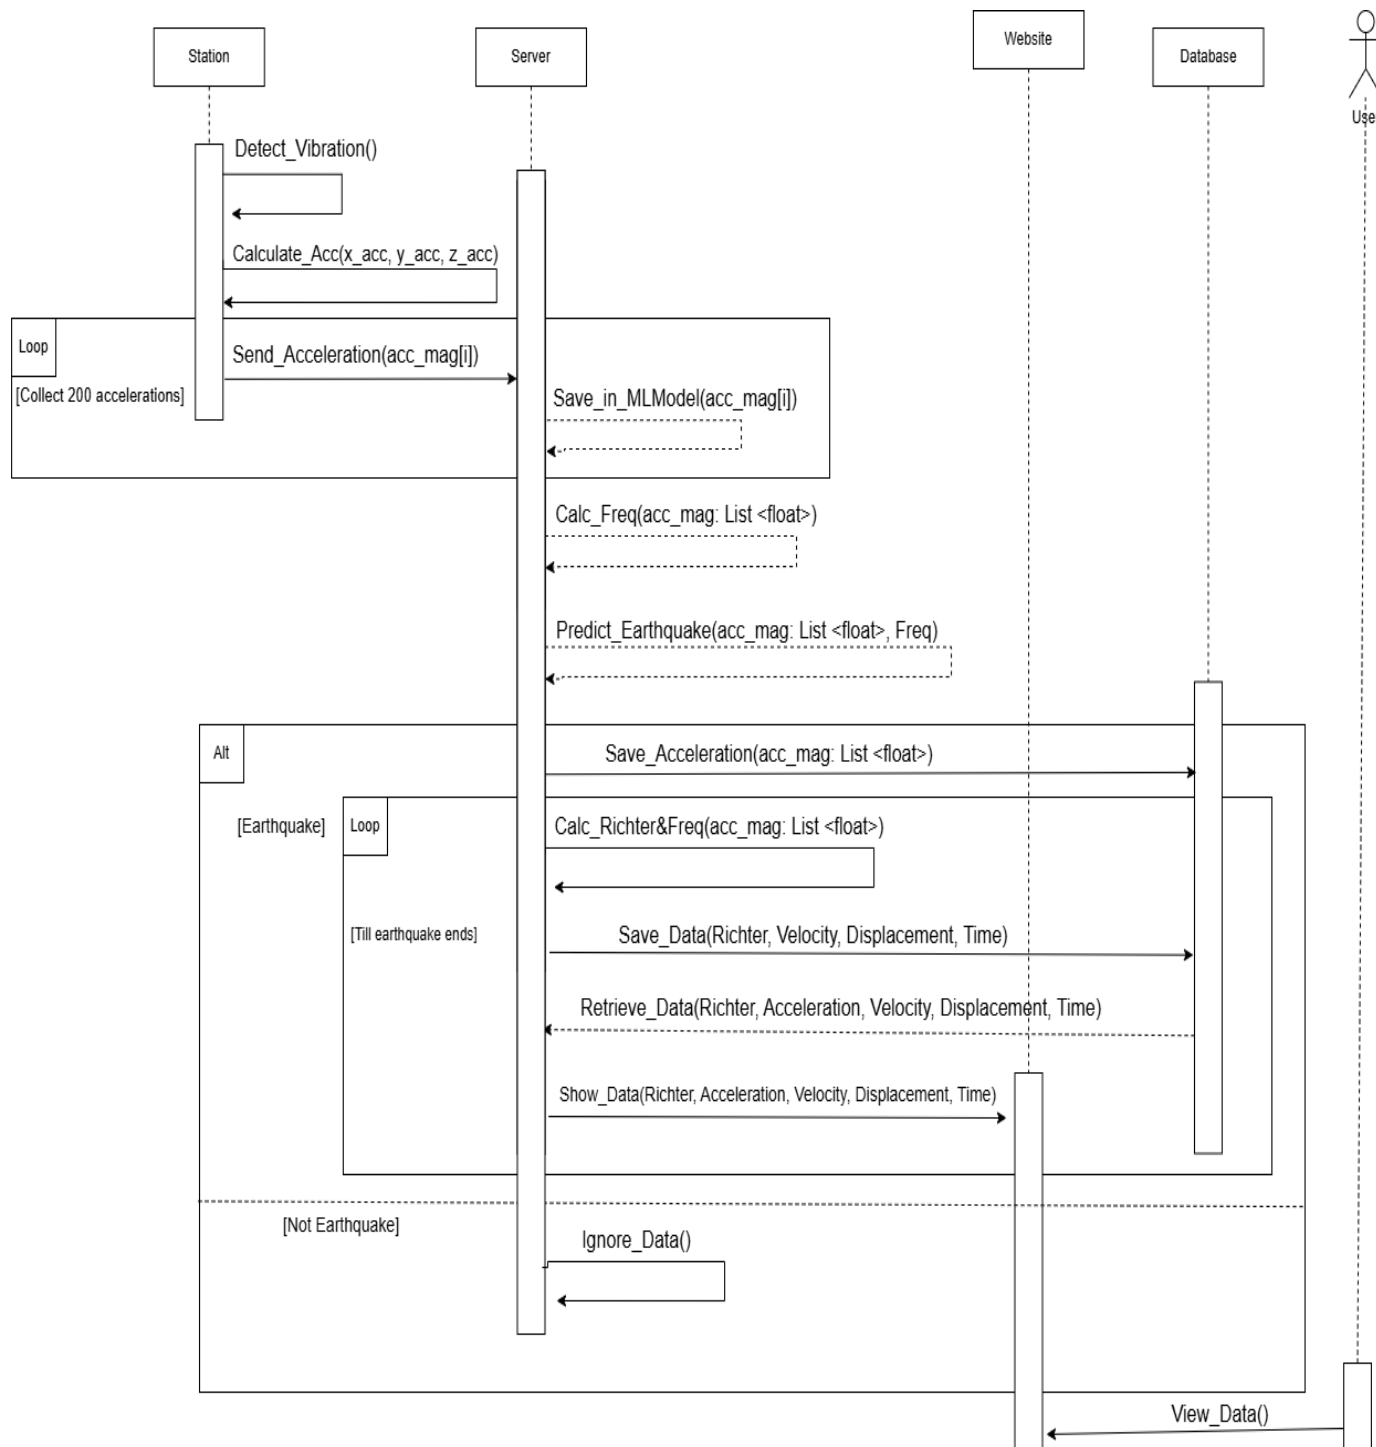 Station
Server
Website
Database
Use
Detect_Vibration()
Calculate_Acc(x_acc, y_acc, z_acc)
Loop
Send_Acceleration(acc_mag[i])
[Collect 200 accelerations]
Save_in_MLModel(acc_mag[i])
Calc_Freq(acc_mag: List <float>)
Predict_Earthquake(acc_mag: List <float>, Freq)
Alt
Save_Acceleration(acc_mag: List <float>)
[Earthquake]
Loop
Calc_Richter&Freq(acc_mag: List <float>)
[Till earthquake ends]
Save_Data(Richter, Velocity, Displacement, Time)
Retrieve_Data(Richter, Acceleration, Velocity, Displacement, Time)
Show_Data(Richter, Acceleration, Velocity, Displacement, Time)
[Not Earthquake]
Ignore_Data()
View_Data()